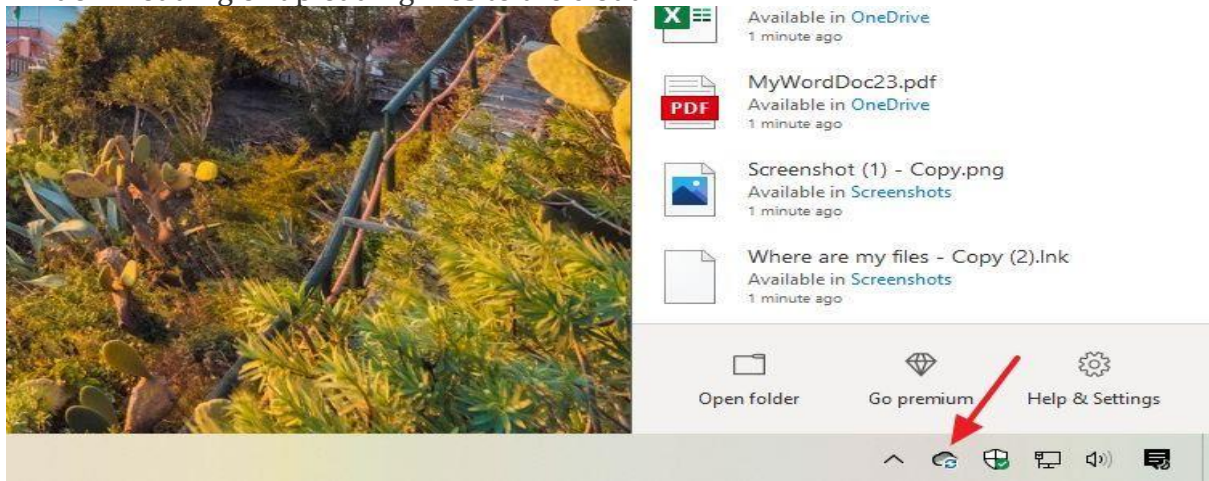 Available in OneDrive
1 minute ago
MyWordDoc23.pdf
PDF
Available in OneDrive
1 minute ago
Screenshot (1) - Copy.png
Available in Screenshots
1 minute ago
Where are my files - Copy (2).lnk
Available in Screenshots
1 minute ago
Open folder
Go premium
Help & Settings